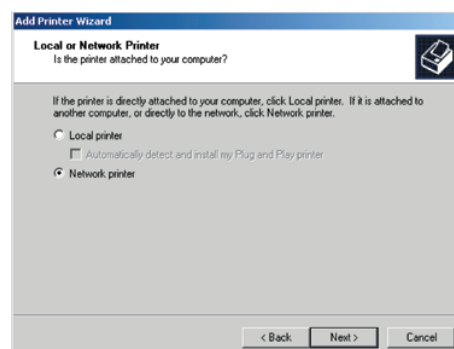 Add Printer Wizard
Local or Network Printer
Is the printer attached to your computer?
If the printer is directly attached to your computer, click Local printer. If it is attached to
another computer, or directly to the network, click Network printer.
Local printer
Automatically detect and install my Plug and Play printer
Network printer
< Back Next > Cancel